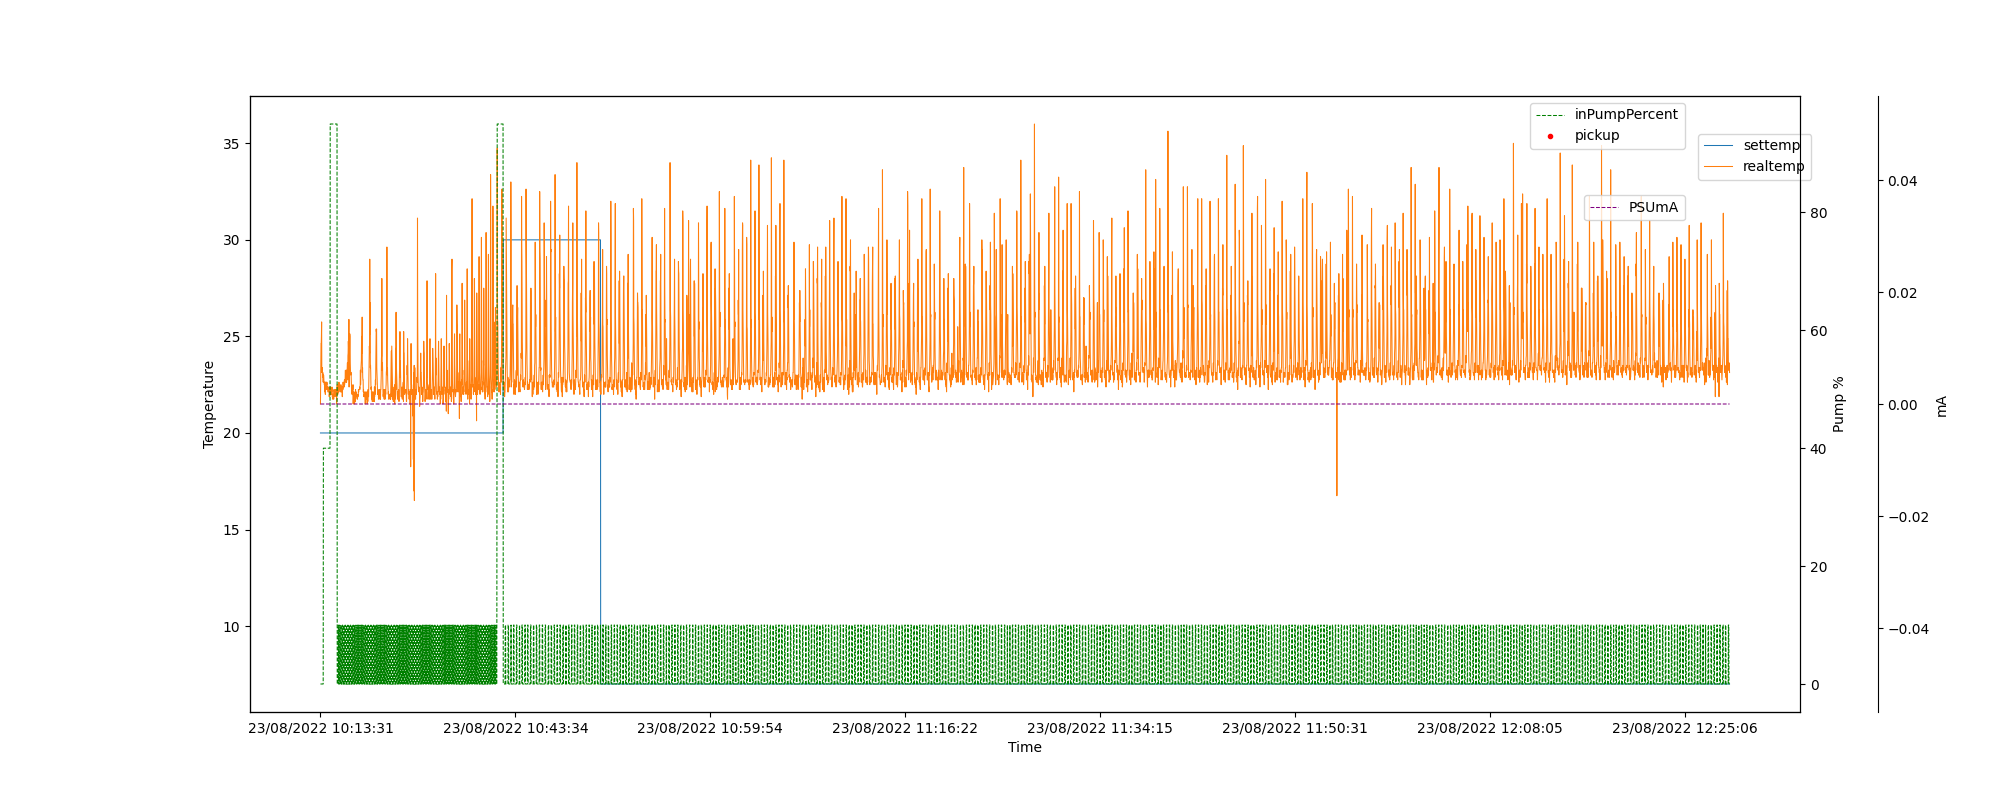 inPumpPercent
pickup
settemp
realtemp
PSUmA
35
30
25
20
15
10
Temperature
80
60
40
20
0
Pump %
0.04
0.02
0.00
−0.02
−0.04
mA
23/08/2022 10:13:31
23/08/2022 10:43:34
23/08/2022 10:59:54
23/08/2022 11:16:22
23/08/2022 11:34:15
23/08/2022 11:50:31
23/08/2022 12:08:05
23/08/2022 12:25:06
Time